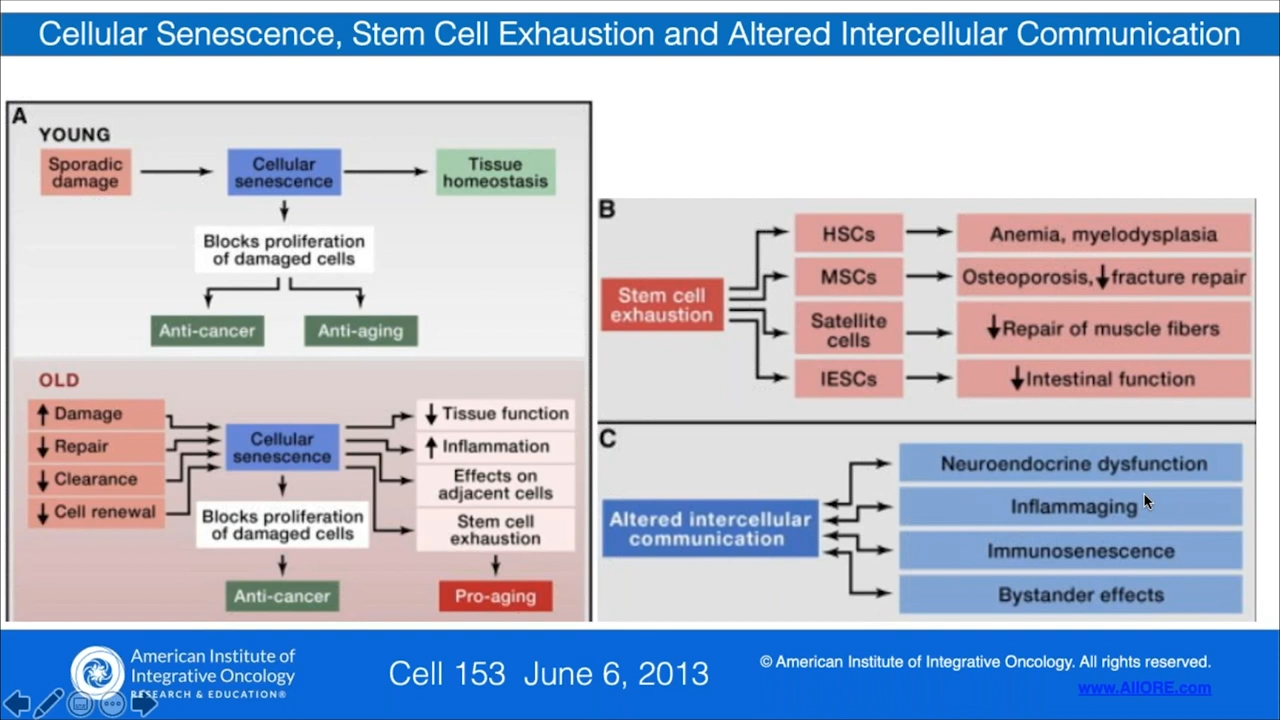 Cellular Senescence, Stem Cell Exhaustion and Altered Intercellular Communication
A
YOUNG
Sporadic
damage
Cellular
senescence
Tissue
homeostasis
Blocks proliferation
of damaged cells
Anti-cancer
Anti-aging
OLD
↑ Damage
↓ Repair
↓ Clearance
↓ Cell renewal
Cellular
senescence
Blocks proliferation
of damaged cells
Anti-cancer
↓ Tissue function
↑ Inflammation
Effects on
adjacent cells
Stem cell
exhaustion
Pro-aging
B
Stem cell
exhaustion
HSCs
Anemia, myelodysplasia
MSCs
Osteoporosis, ↓ fracture repair
Satellite
cells
↓ Repair of muscle fibers
IESCs
↓ Intestinal function
C
Altered intercellular
communication
Neuroendocrine dysfunction
Inflammaging
Immunosenescence
Bystander effects
American Institute of
Integrative Oncology
RESEARCH & EDUCATION®
Cell 153 June 6, 2013
© American Institute of Integrative Oncology. All rights reserved.
www.AIIORE.com